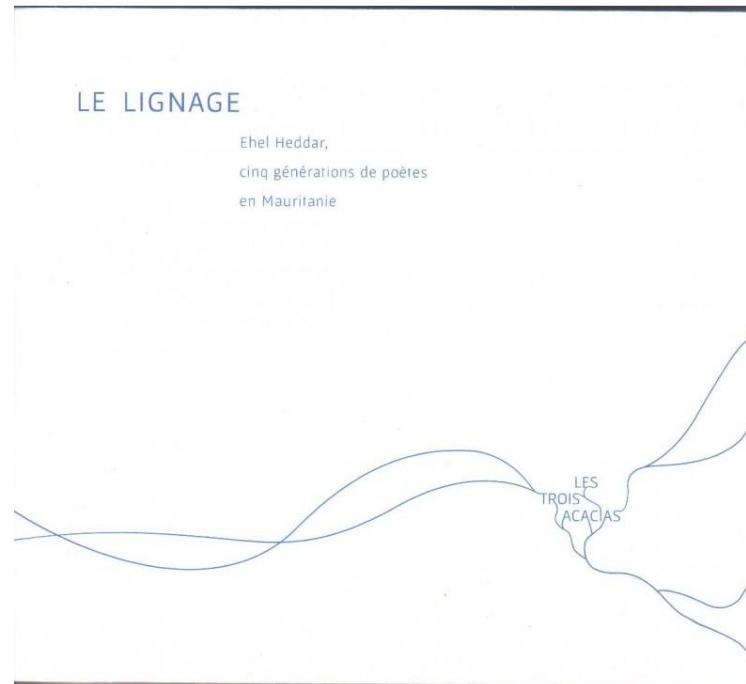 LE LIGNAGE
Ehel Heddar,
cinq générations de poètes
en Mauritanie
LES
TROIS
ACACIAS